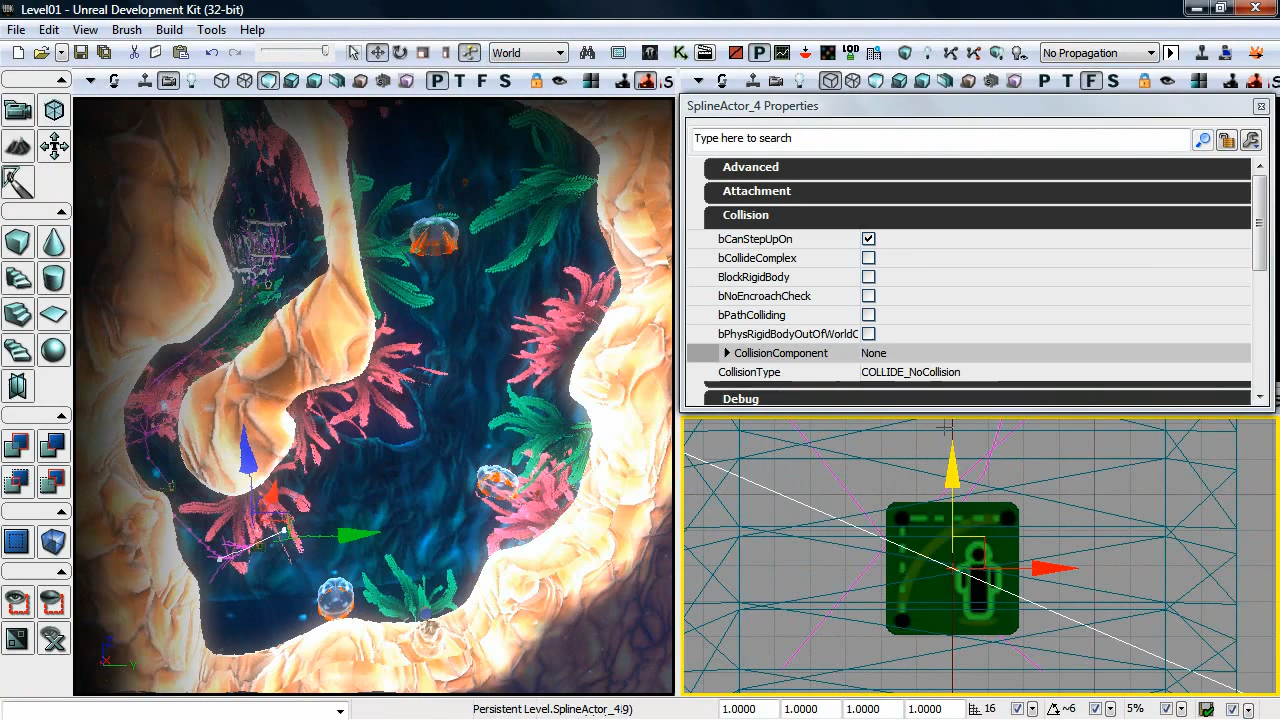 Level01 - Unreal Development Kit (32-bit)
File Edit View Brush Build Tools Help
World
LOD
No Propagation
P T F S
P T F S
SplineActor_4 Properties
Type here to search
Advanced
Attachment
Collision
bCanStepUpOn
bCollideComplex
BlockRigidBody
bNoEncroachCheck
bPathColliding
bPhysRigidBodyOutOfWorldC
CollisionComponent None
CollisionType COLLIDE_NoCollision
Debug
Y
Persistent Level.SplineActor_4(9)
1.0000 1.0000 1.0000 1.0000 16 ~6 5%